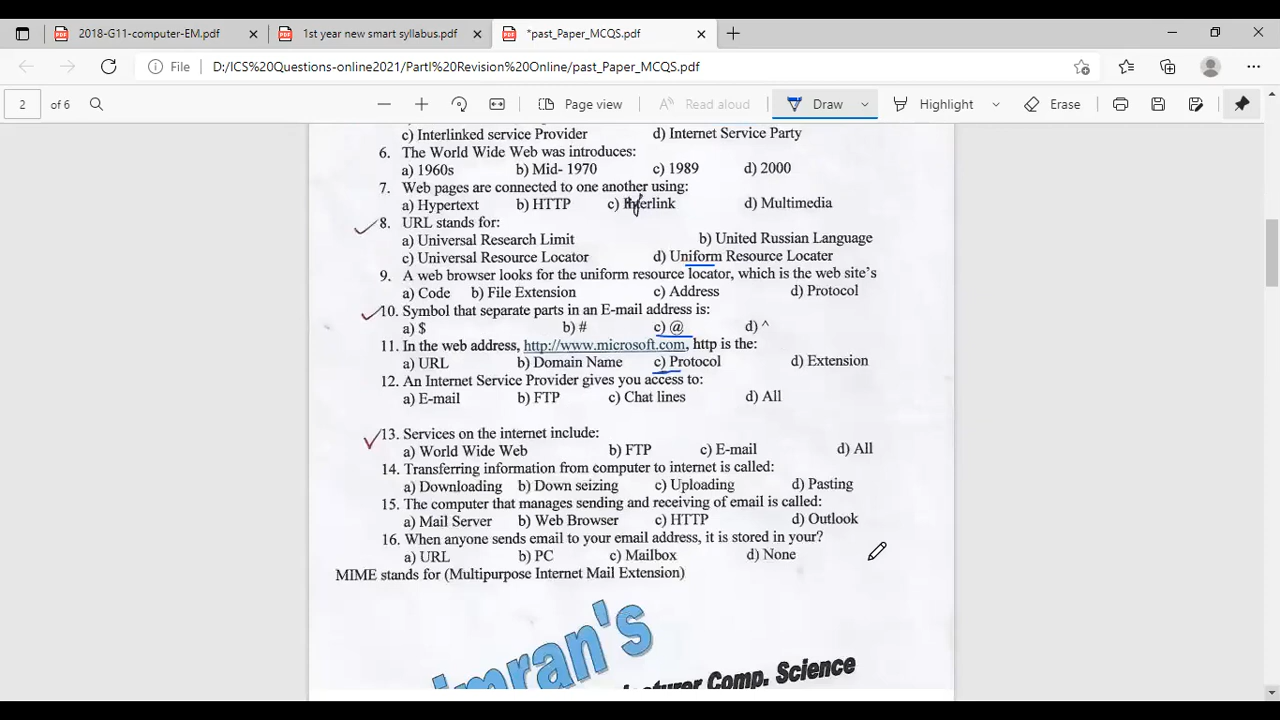 2018-G11-computer-EM.pdf
1st year new smart syllabus.pdf
*past_Paper_MCQS.pdf
File
D:/ICS%20Questions-online2021/PartI%20Revision%20Online/past_Paper_MCQS.pdf
2 of 6
Page view
Read aloud
Draw
Highlight
Erase
c) Interlinked service Provider d) Internet Service Party
6. The World Wide Web was introduces:
a) 1960s b) Mid- 1970 c) 1989 d) 2000
7. Web pages are connected to one another using:
a) Hypertext b) HTTP c) d) Multimedia
8. URL stands for:
a) Universal Research Limit b) United Russian Language
c) Universal Resource Locator d) Uniform Resource Locater
9. A web browser looks for the uniform resource locator, which is the web site's
a) Code b) File Extension c) Address d) Protocol
10. Symbol that separate parts in an E-mail address is:
a) $ b) # c) @ d) ^
11. In the web address, http://www.microsoft.com, http is the:
a) URL b) Domain Name c) Protocol d) Extension
12. An Internet Service Provider gives you access to:
a) E-mail b) FTP c) Chat lines d) All
13. Services on the internet include:
a) World Wide Web b) FTP c) E-mail d) All
14. Transferring information from computer to internet is called:
a) Downloading b) Down seizing c) Uploading d) Pasting
15. The computer that manages sending and receiving of email is called:
a) Mail Server b) Web Browser c) HTTP d) Outlook
16. When anyone sends email to your email address, it is stored in your?
a) URL b) PC c) Mailbox d) None
MIME stands for (Multipurpose Internet Mail Extension)
imran's
Comp. Science